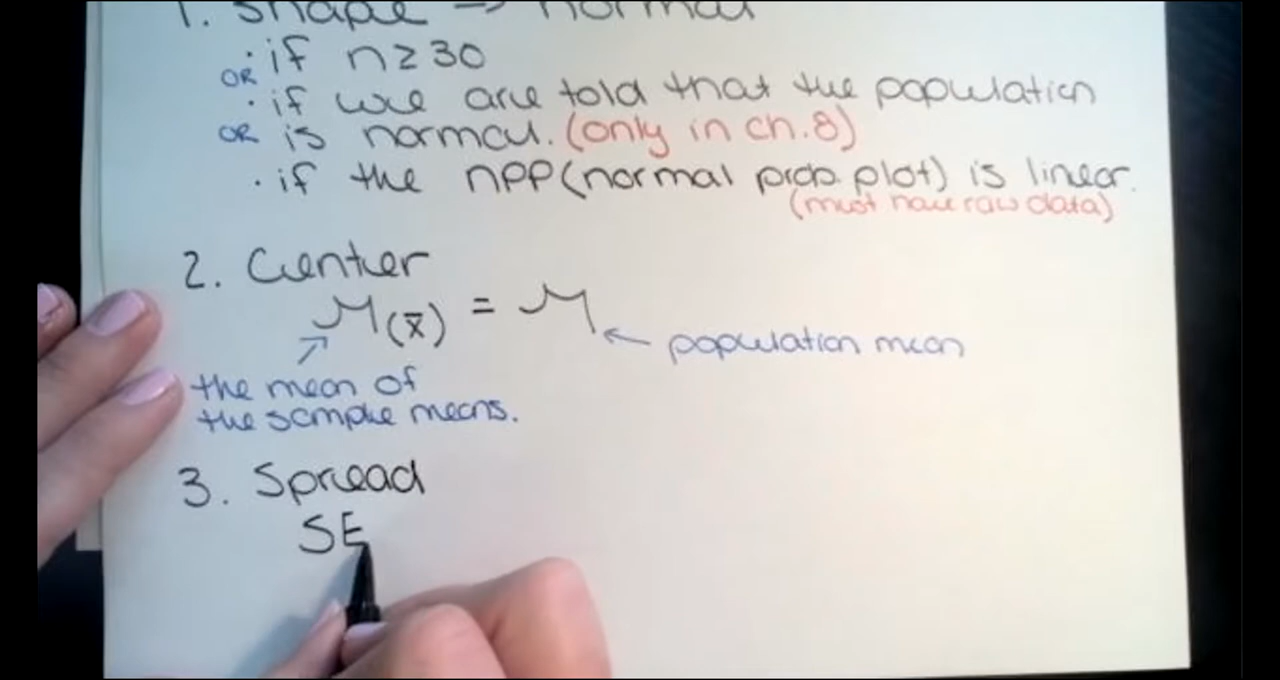 1. Shape → normal
· if n ≥ 30
OR
· if we are told that the population
OR is normal. (only in ch. 8)
· if the npp (normal prob. plot) is linear.
(must have raw data)
2. Center
μ(x̄) = μ
← population mean
↗
the mean of
the sample means.
3. Spread
SE